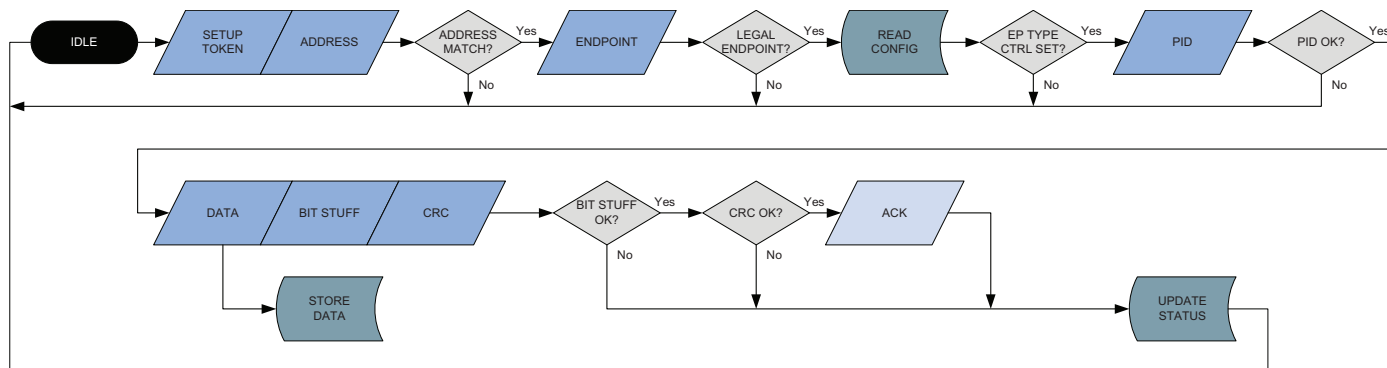 IDLE
SETUP
TOKEN
ADDRESS
ADDRESS
MATCH?
Yes
No
ENDPOINT
LEGAL
ENDPOINT?
Yes
No
READ
CONFIG
EP TYPE
CTRL SET?
Yes
No
PID
PID OK?
Yes
No
DATA
BIT STUFF
CRC
BIT STUFF
OK?
Yes
No
CRC OK?
Yes
No
ACK
STORE
DATA
UPDATE
STATUS